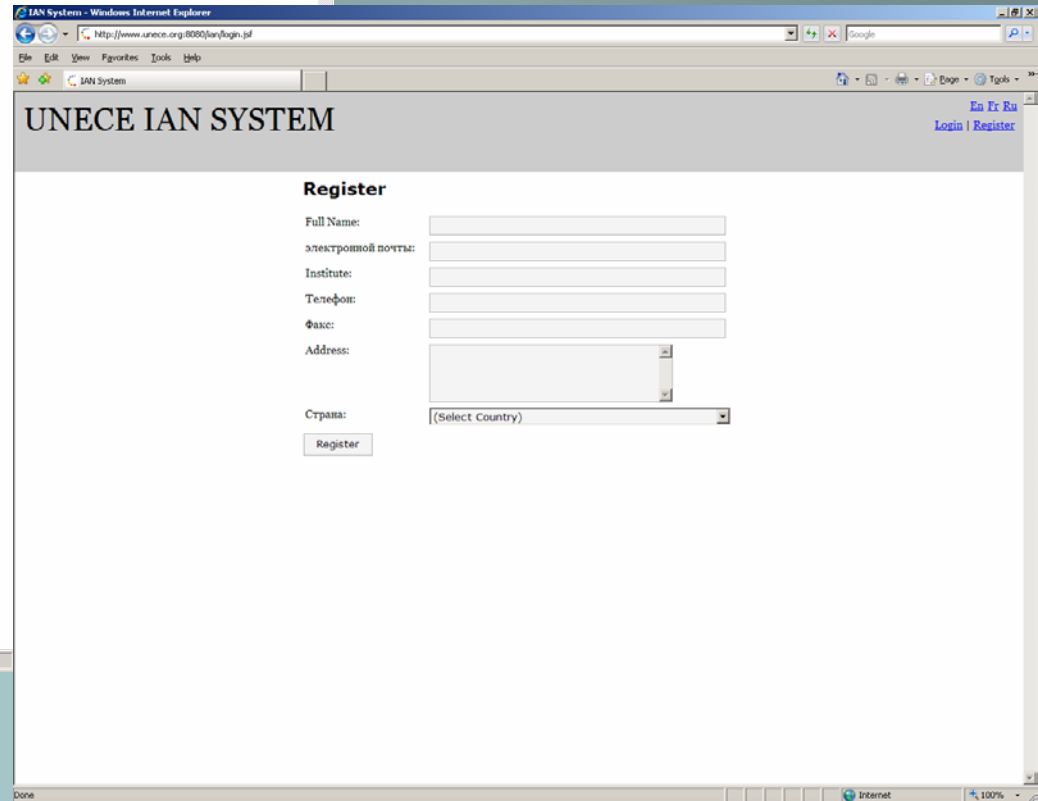 IAN System - Windows Internet Explorer
http://www.unece.org:8080/ian/login.jsf
Google
File Edit View Favorites Tools Help
IAN System
Page Tools
UNECE IAN SYSTEM
En Fr Ru
Login | Register
Register
Full Name:
электронной почты:
Institute:
Телефон:
Факс:
Address:
Страна:
(Select Country)
Register
Done
Internet
100%